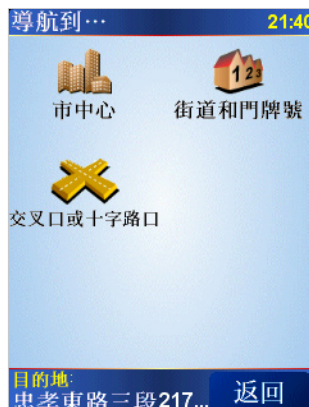 導航到… 21:40
市中心 街道和門牌號
交叉口或十字路口
目的地:
忠孝東路三段217... 返回